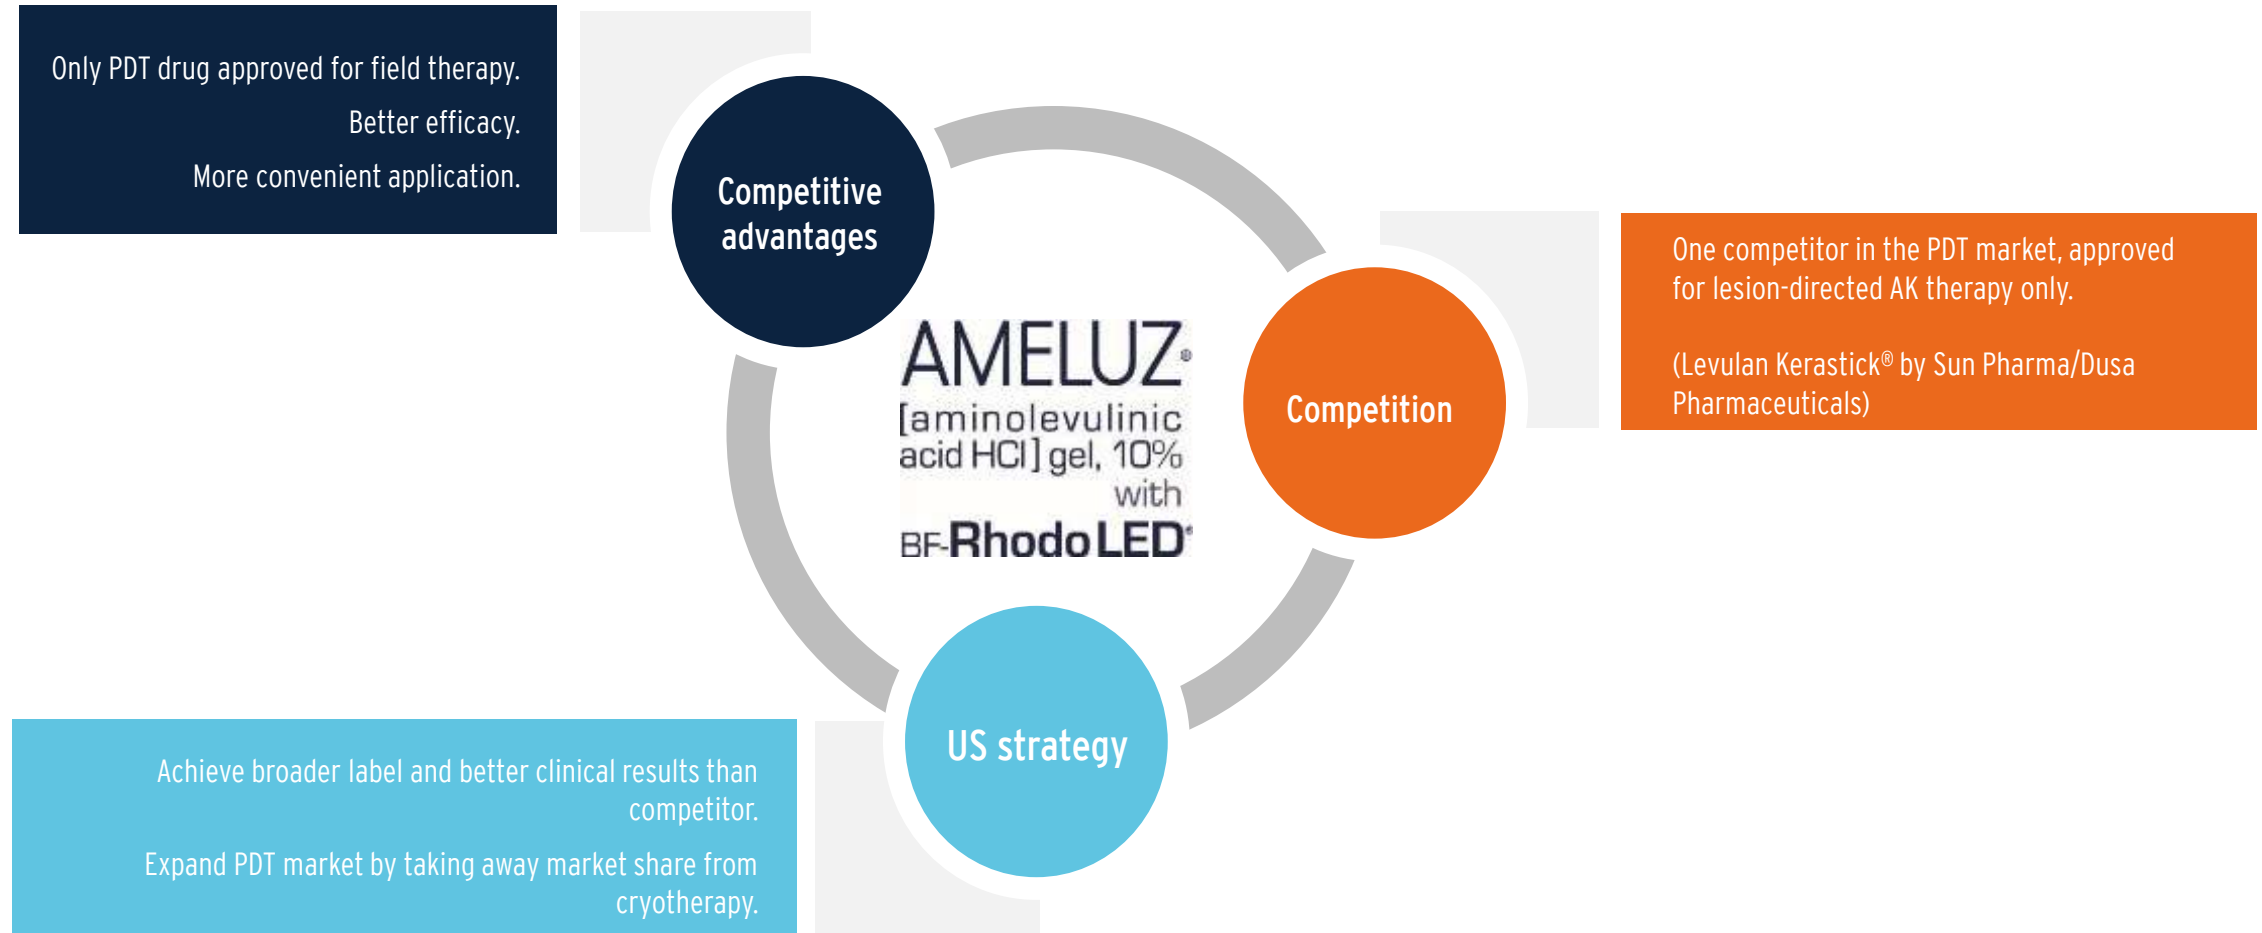 Only PDT drug approved for field therapy.
Better efficacy.
More convenient application.
Competitive
advantages
One competitor in the PDT market, approved
for lesion-directed AK therapy only.
(Levulan Kerastick® by Sun Pharma/Dusa
Pharmaceuticals)
Competition
AMELUZ®
[aminolevulinic
acid HCl] gel, 10%
with
BF-RhodoLED®
US strategy
Achieve broader label and better clinical results than
competitor.
Expand PDT market by taking away market share from
cryotherapy.